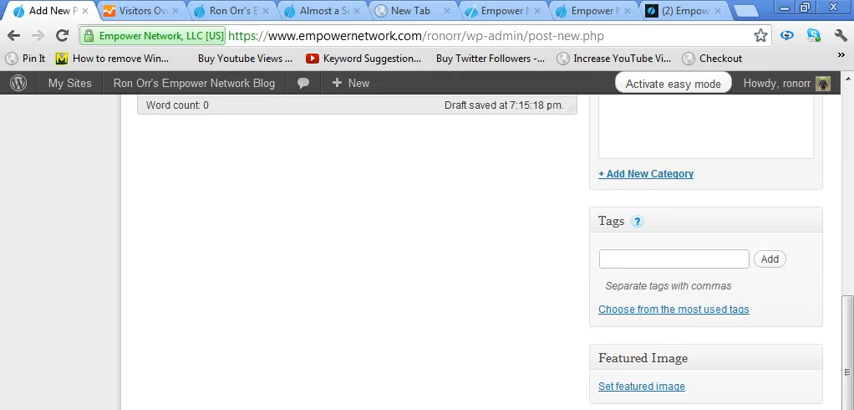 Add New P
Visitors Ov
Ron Orr's E
Almost a S
New Tab
Empower N
Empower N
(2) Empow
Empower Network, LLC [US] https://www.empowernetwork.com/ronorr/wp-admin/post-new.php
Pin It
How to remove Win...
Buy Youtube Views ...
Keyword Suggestion...
Buy Twitter Followers -...
Increase YouTube Vi...
Checkout
My Sites
Ron Orr's Empower Network Blog
New
Activate easy mode
Howdy, ronorr
Word count: 0
Draft saved at 7:15:18 pm.
+ Add New Category
Tags ?
Add
Separate tags with commas
Choose from the most used tags
Featured Image
Set featured image